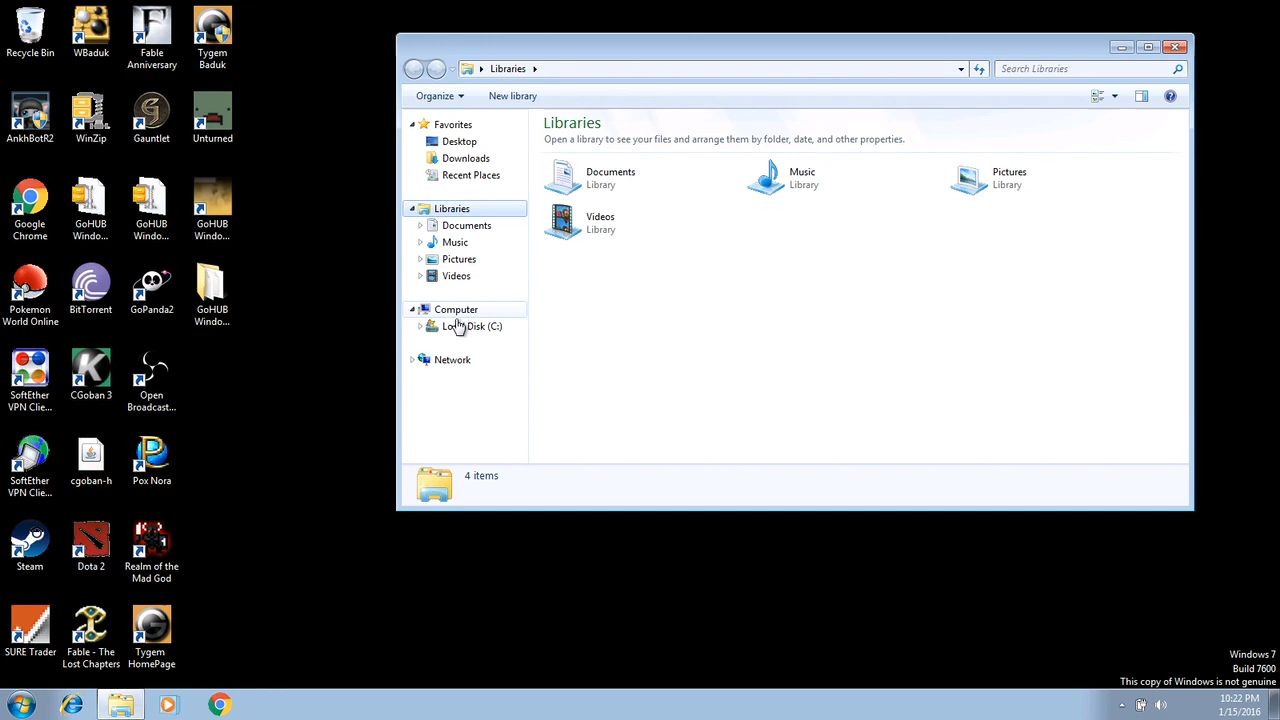 Recycle Bin
WBaduk
Fable
Anniversary
Tygem
Baduk
AnkhBotR2
WinZip
Gauntlet
Unturned
Google
Chrome
GoHUB
Windo...
GoHUB
Windo...
GoHUB
Windo...
Pokemon
World Online
BitTorrent
GoPanda2
GoHUB
Windo...
SoftEther
VPN Clie...
CGoban 3
Open
Broadcast...
SoftEther
VPN Clie...
cgoban-h
Pox Nora
Steam
Dota 2
Realm of the
Mad God
SURE Trader
Fable - The
Lost Chapters
Tygem
HomePage
Libraries
Search Libraries
Organize
New library
Favorites
Desktop
Downloads
Recent Places
Libraries
Documents
Music
Pictures
Videos
Computer
Disk (C:)
Network
Libraries
Open a library to see your files and arrange them by folder, date, and other properties.
Documents
Library
Music
Library
Pictures
Library
Videos
Library
4 items
Windows 7
Build 7600
This copy of Windows is not genuine
10:22 PM
1/15/2016